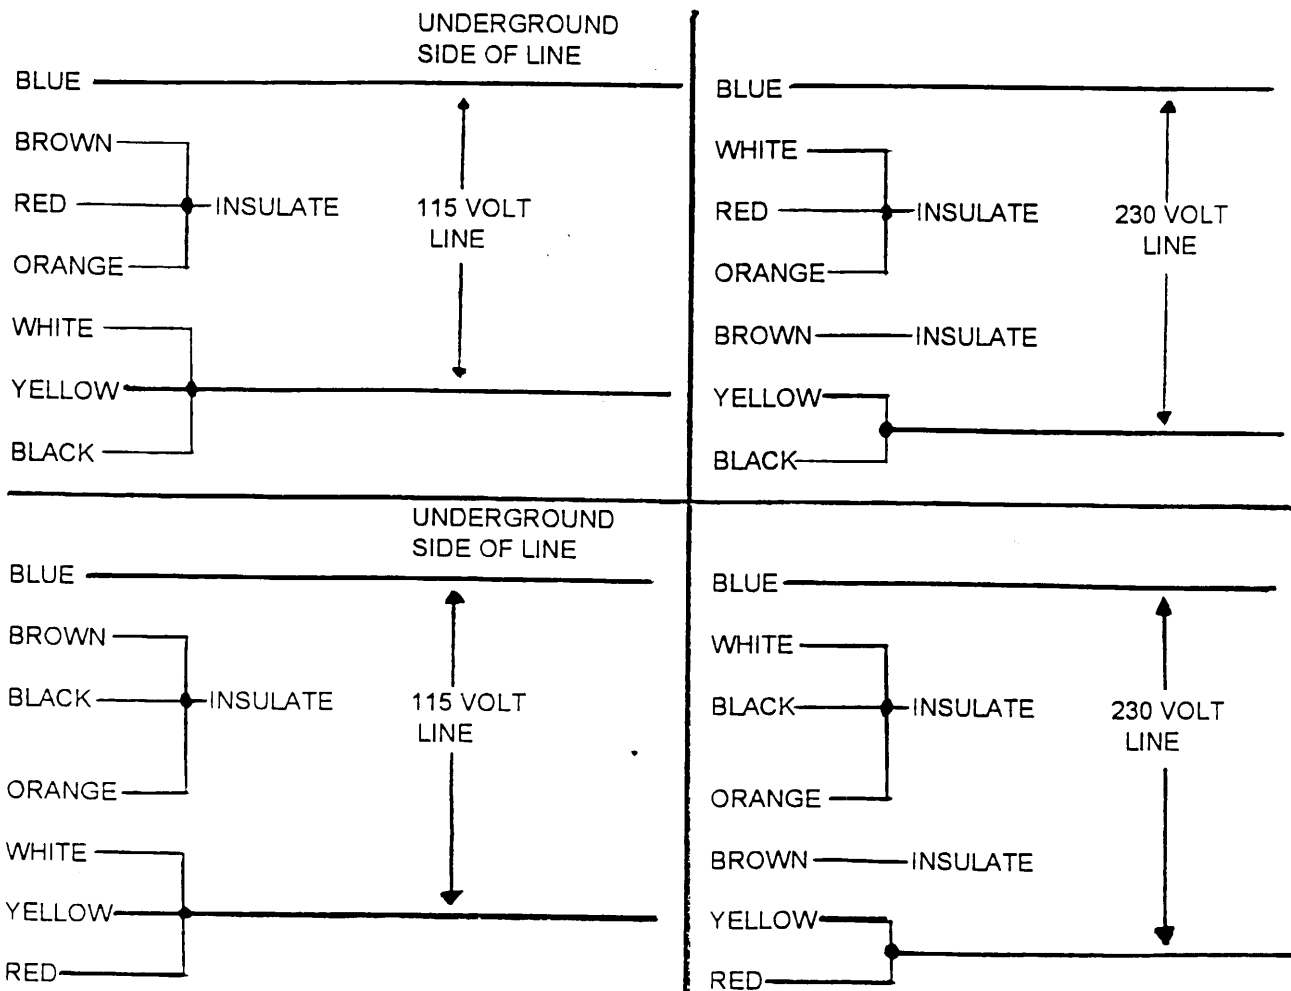 UNDERGROUND
SIDE OF LINE
BLUE
BROWN
RED
INSULATE
115 VOLT
LINE
ORANGE
WHITE
YELLOW
BLACK
BLUE
WHITE
RED
INSULATE
230 VOLT
LINE
ORANGE
BROWN
INSULATE
YELLOW
BLACK
UNDERGROUND
SIDE OF LINE
BLUE
BROWN
BLACK
INSULATE
115 VOLT
LINE
ORANGE
WHITE
YELLOW
RED
BLUE
WHITE
BLACK
INSULATE
230 VOLT
LINE
ORANGE
BROWN
INSULATE
YELLOW
RED